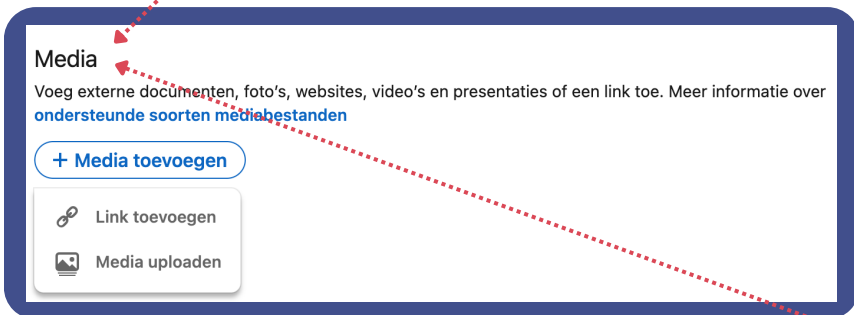 Media
Voeg externe documenten, foto's, websites, video's en presentaties of een link toe. Meer informatie over
ondersteunde soorten mediabestanden
+ Media toevoegen
Link toevoegen
Media uploaden